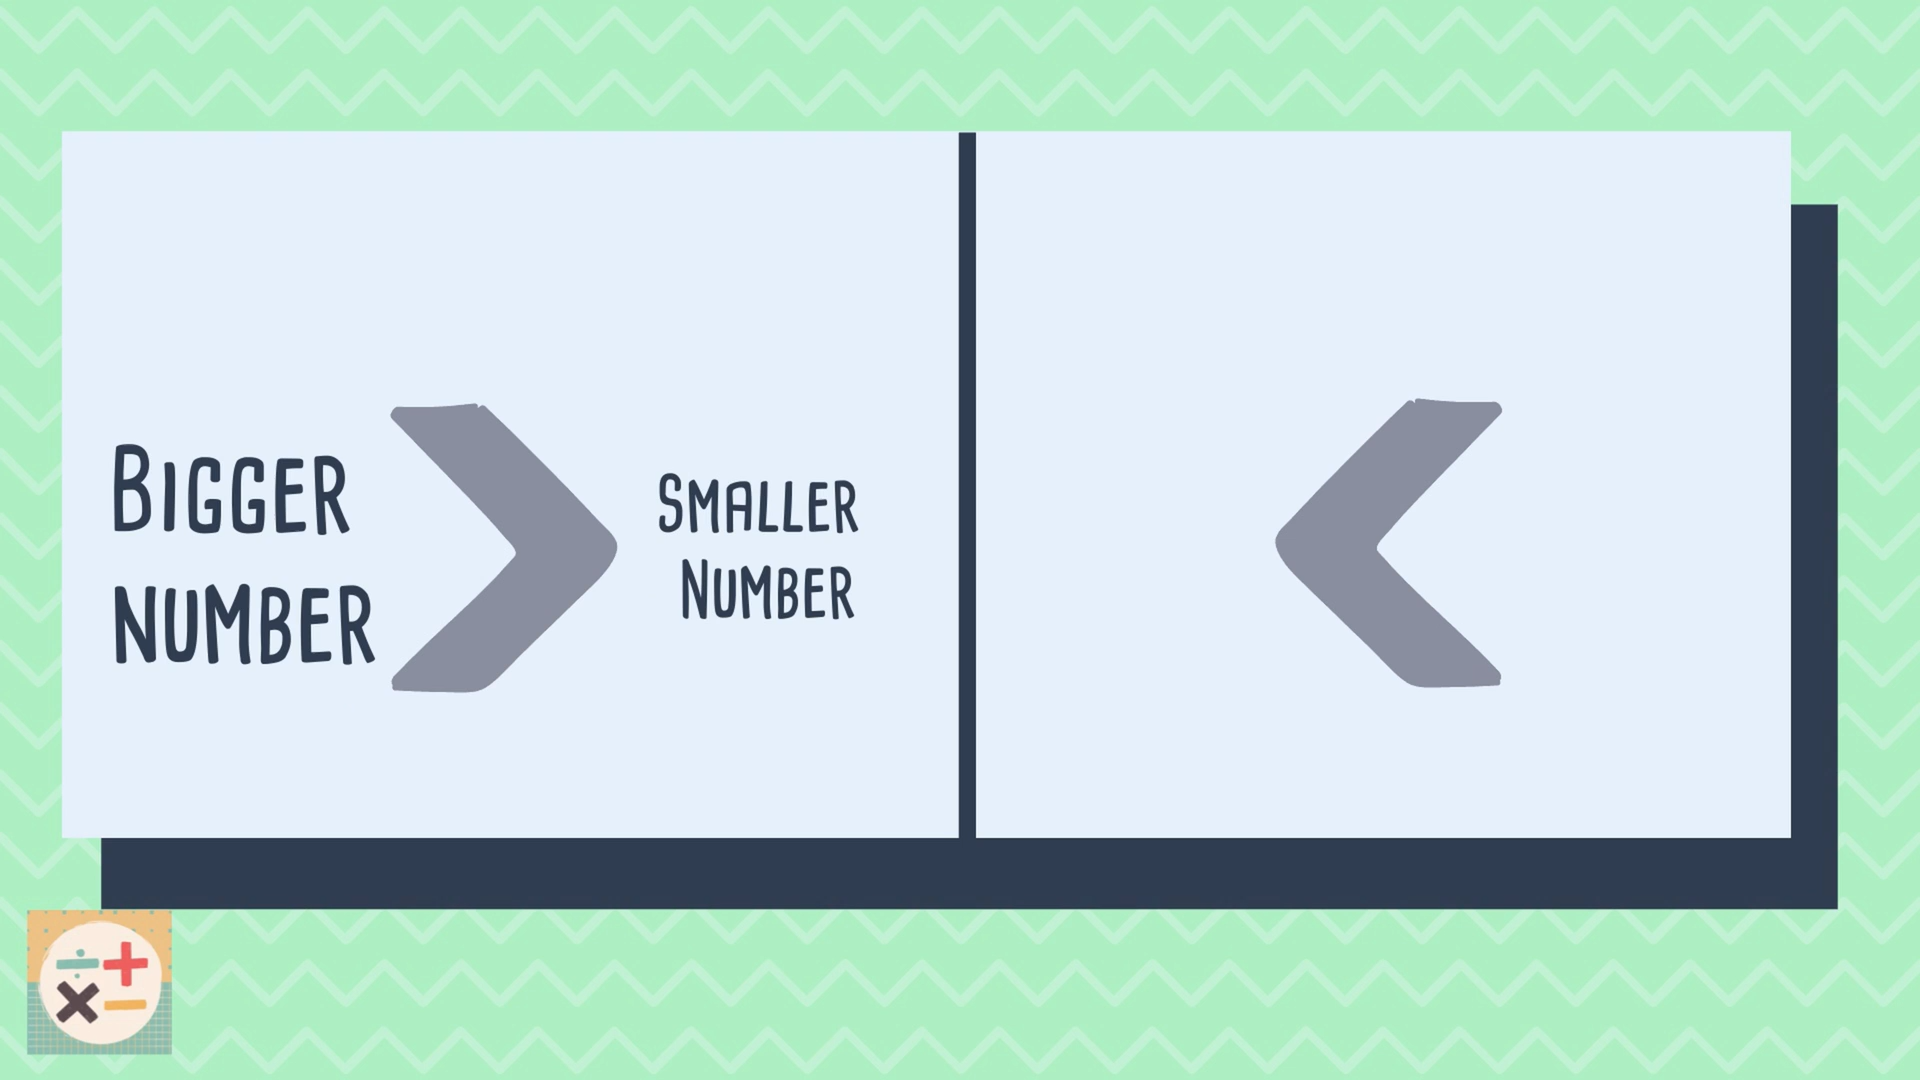 Bigger
number
>
Smaller
Number
<
÷ +
× −